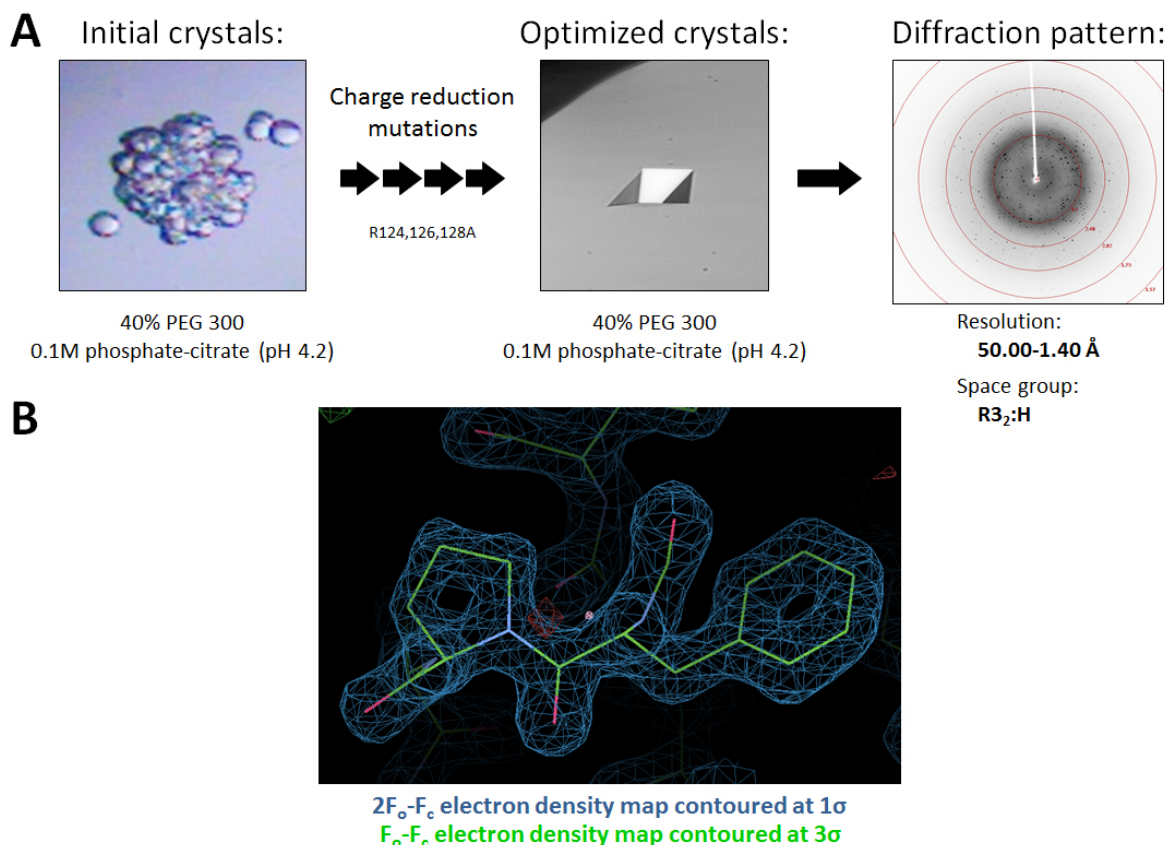 A
Initial crystals:
Optimized crystals:
Diffraction pattern:
Charge reduction
mutations
R124,126,128A
40% PEG 300
0.1M phosphate-citrate (pH 4.2)
40% PEG 300
0.1M phosphate-citrate (pH 4.2)
Resolution:
50.00-1.40 Å
Space group:
R3₂:H
B
2Fₒ-F꜀ electron density map contoured at 1σ
Fₒ-F꜀ electron density map contoured at 3σ